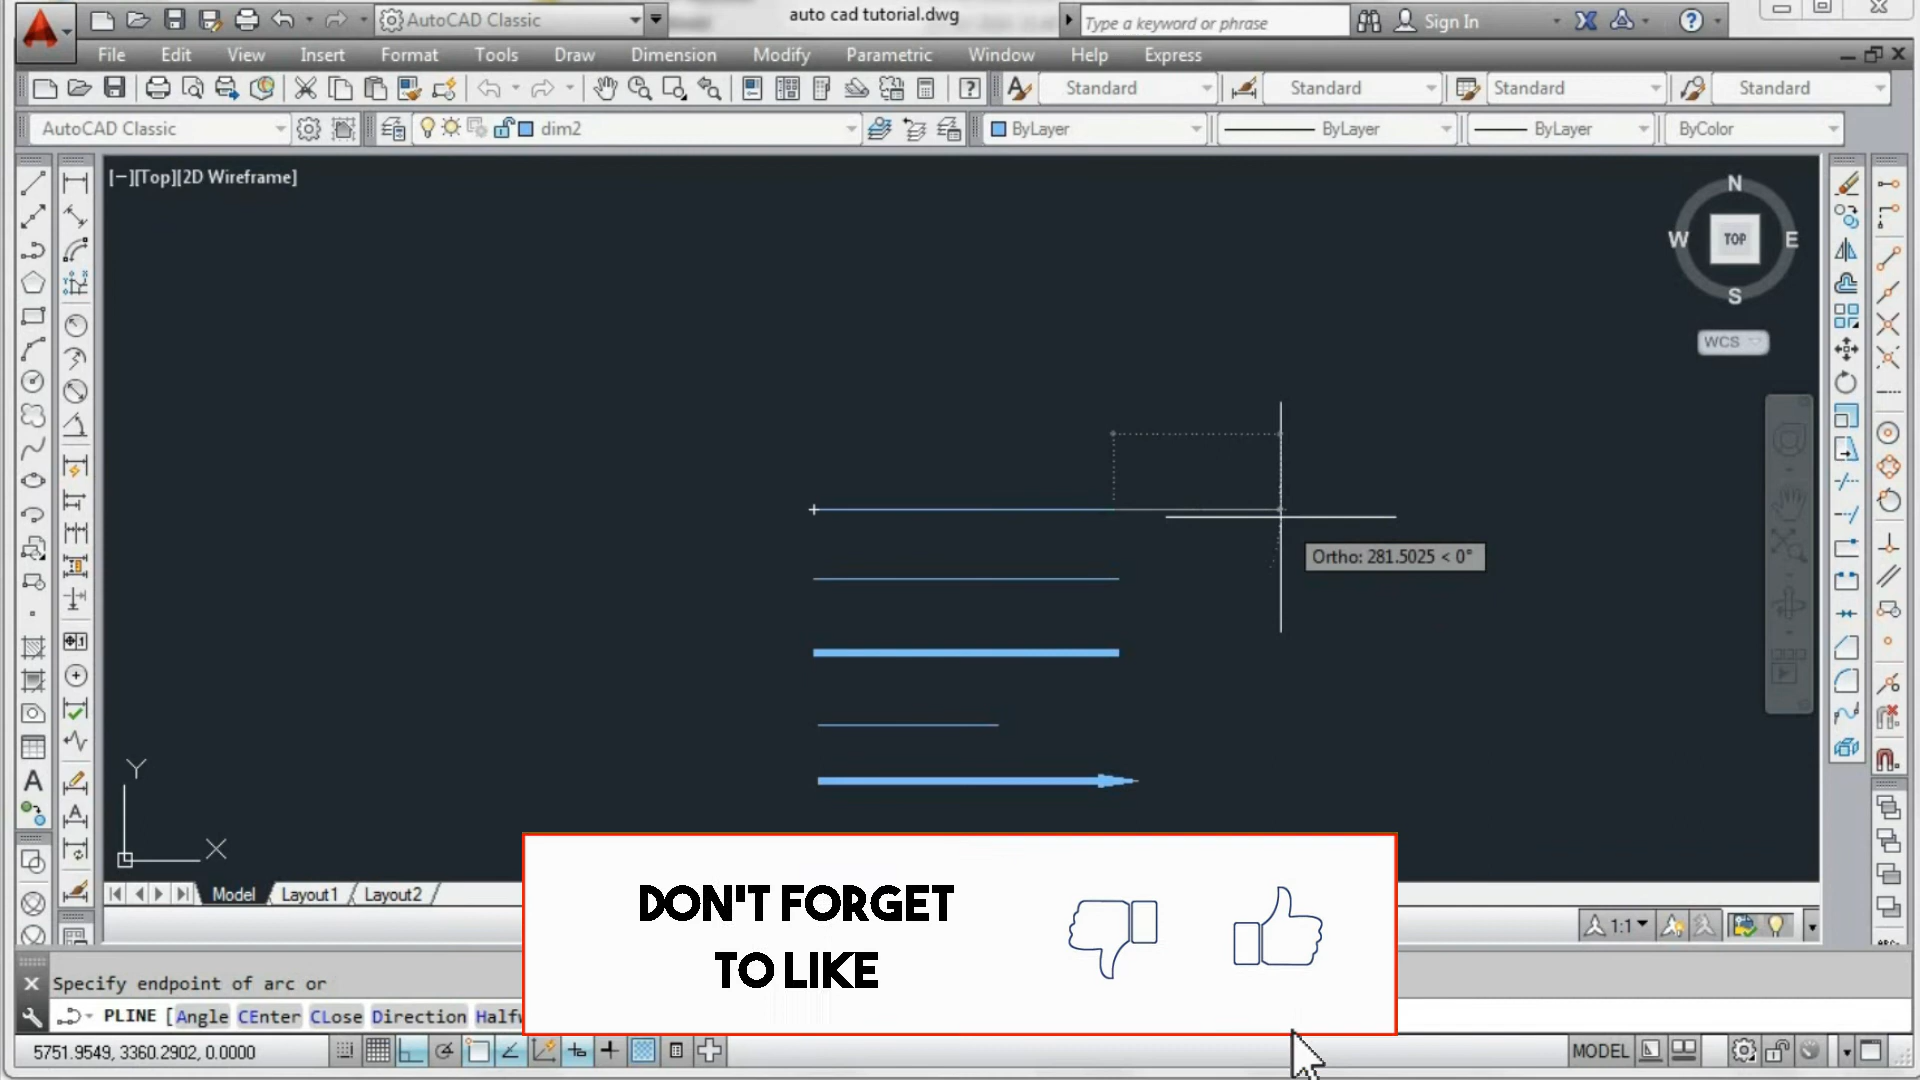 AutoCAD Classic
auto cad tutorial.dwg
Type a keyword or phrase
Sign In
File Edit View Insert Format Tools Draw Dimension Modify Parametric Window Help Express
Standard Standard Standard Standard
AutoCAD Classic dim2 ByLayer ByLayer ByLayer ByColor
[−][Top][2D Wireframe]
N
W TOP E
S
WCS
Ortho: 281.5025 < 0°
Y
X
A
Model Layout1 Layout2
1:1
DON'T FORGET
TO LIKE
Specify endpoint of arc or
PLINE [Angle CEnter CLose Direction Halfw
5751.9549, 3360.2902, 0.0000
MODEL